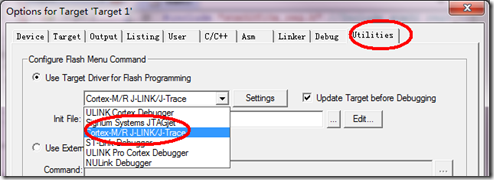 Options for Target 'Target 1'
Device Target Output Listing User C/C++ Asm Linker Debug Utilities
Configure Flash Menu Command
Use Target Driver for Flash Programming
Cortex-M/R J-LINK/J-Trace Settings Update Target before Debugging
ULINK Cortex Debugger
Init File: Signum Systems JTAGjet ... Edit...
Cortex-M/R J-LINK/J-Trace
ST-Link Debugger
Use Extern ULINK Pro Cortex Debugger
NULink Debugger
Command: ...